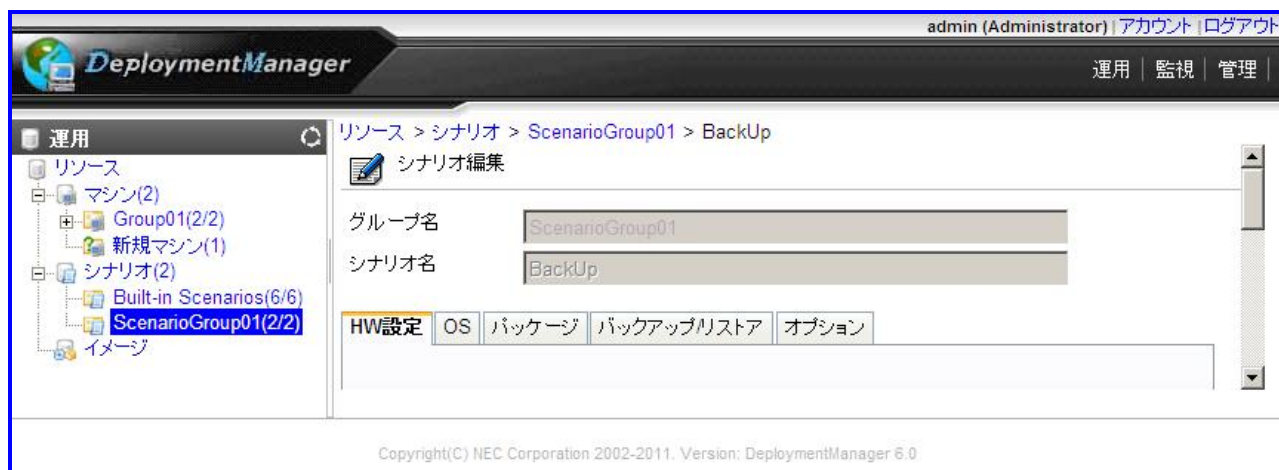 admin (Administrator) | アカウント | ログアウト
DeploymentManager
運用 | 監視 | 管理 |
運用
リソース
マシン(2)
Group01(2/2)
新規マシン(1)
シナリオ(2)
Built-in Scenarios(6/6)
ScenarioGroup01(2/2)
イメージ
リソース > シナリオ > ScenarioGroup01 > BackUp
シナリオ編集
グループ名 ScenarioGroup01
シナリオ名 BackUp
HW設定 OS パッケージ バックアップ/リストア オプション
Copyright(C) NEC Corporation 2002-2011. Version: DeploymentManager 6.0